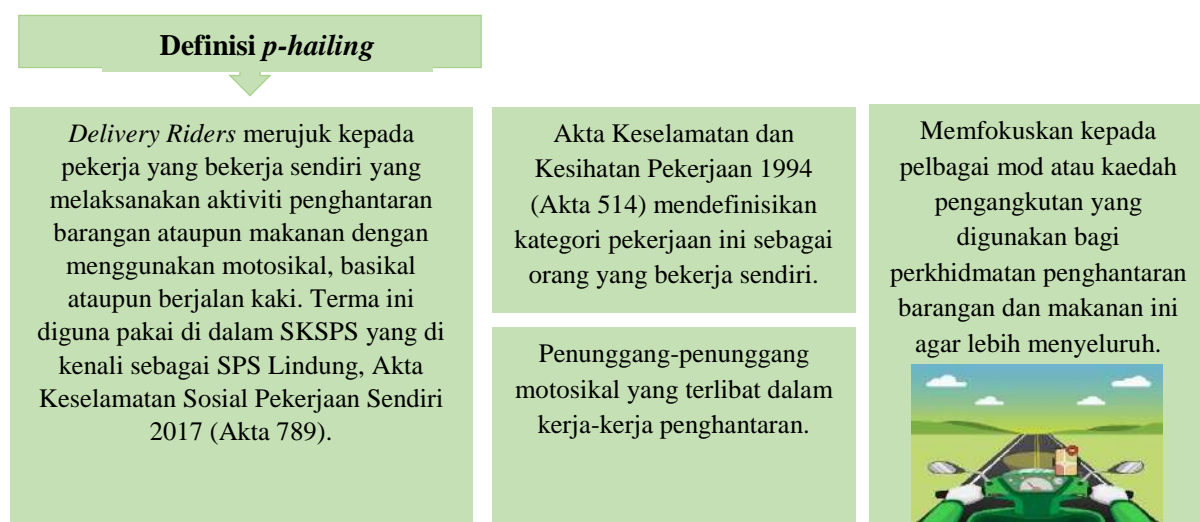 Definisi p-hailing
Delivery Riders merujuk kepada
pekerja yang bekerja sendiri yang
melaksanakan aktiviti penghantaran
barangan ataupun makanan dengan
menggunakan motosikal, basikal
ataupun berjalan kaki. Terma ini
diguna pakai di dalam SKSPS yang di
kenali sebagai SPS Lindung, Akta
Keselamatan Sosial Pekerjaan Sendiri
2017 (Akta 789).
Akta Keselamatan dan
Kesihatan Pekerjaan 1994
(Akta 514) mendefinisikan
kategori pekerjaan ini sebagai
orang yang bekerja sendiri.
Penunggang-penunggang
motosikal yang terlibat dalam
kerja-kerja penghantaran.
Memfokuskan kepada
pelbagai mod atau kaedah
pengangkutan yang
digunakan bagi
perkhidmatan penghantaran
barangan dan makanan ini
agar lebih menyeluruh.